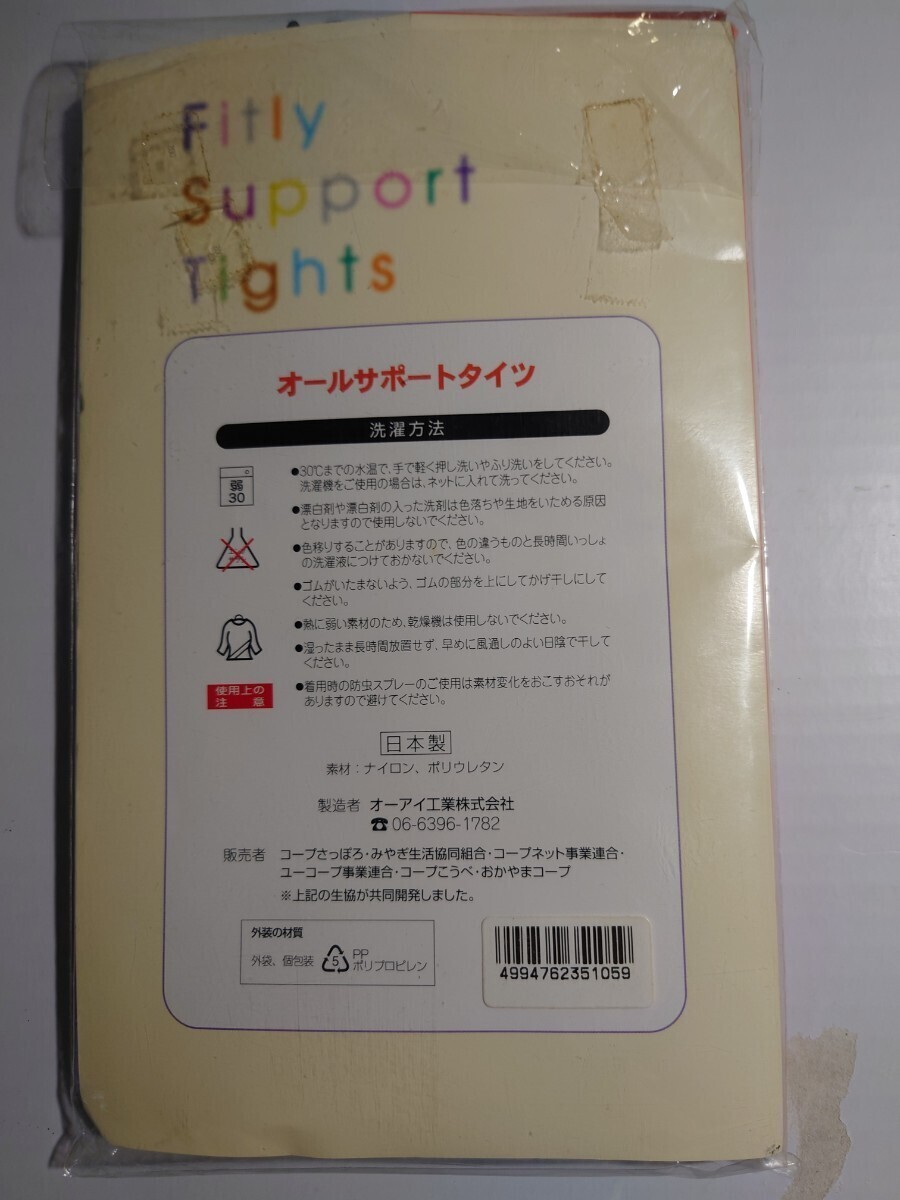 Fitly
Support
Tights
オールサポートタイツ
洗濯方法
弱
30
●30℃までの水温で、手で軽く押し洗いやふり洗いをしてください。
洗濯機をご使用の場合は、ネットに入れて洗ってください。
●漂白剤や漂白剤の入った洗剤は色落ちや生地をいためる原因
となりますので使用しないでください。
●色移りすることがありますので、色の違うものと長時間いっしょ
の洗濯液につけておかないでください。
●ゴムがいたまないよう、ゴムの部分を上にしてかげ干しにして
ください。
●熱に弱い素材のため、乾燥機は使用しないでください。
●湿ったまま長時間放置せず、早めに風通しのよい日陰で干して
ください。
使用上の
注 意
●着用時の防虫スプレーのご使用は素材変化をおこすおそれが
ありますので避けてください。
日本製
素材:ナイロン、ポリウレタン
製造者 オーアイ工業株式会社
☎06-6396-1782
販売者 コープさっぽろ・みやぎ生活協同組合・コープネット事業連合・
ユーコープ事業連合・コープこうべ・おかやまコープ
※上記の生協が共同開発しました。
外装の材質
外袋、個包装 5 PP
ポリプロピレン
4994762351059